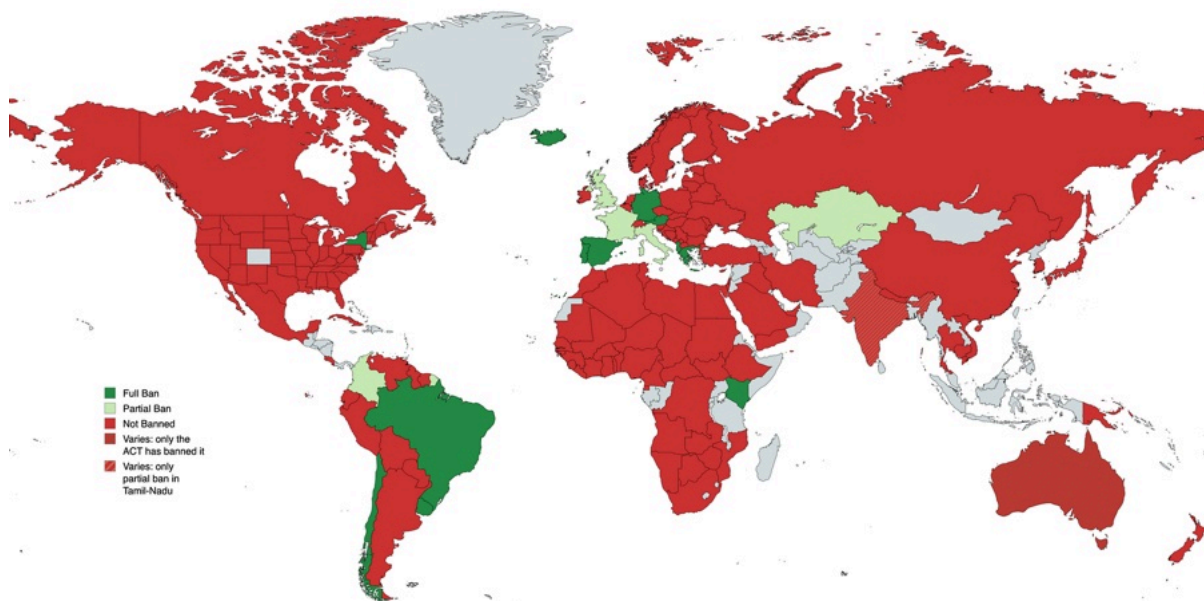 Full Ban
Partial Ban
Not Banned
Varies: only the
ACT has banned it
Varies: only
partial ban in
Tamil-Nadu